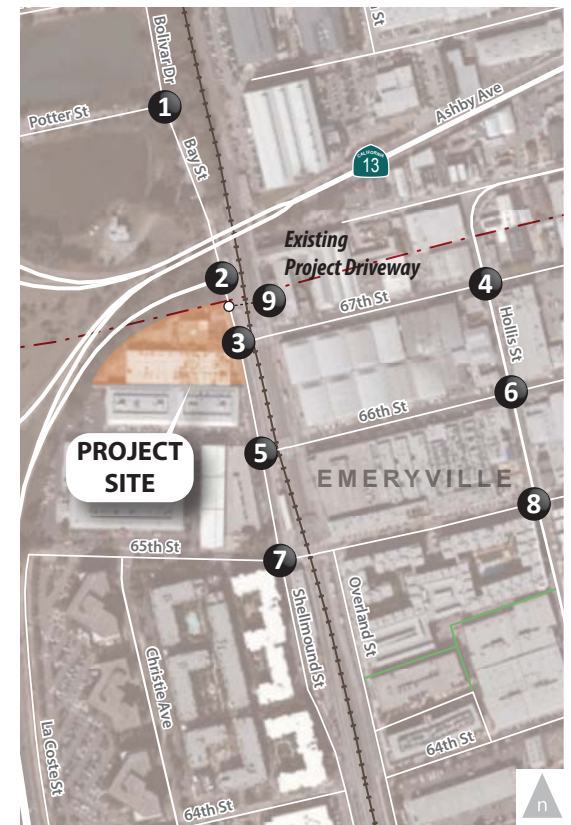 St
Bolivar Dr
Potter St
1
Bay St
Ashby Ave
CALIFORNIA
13
Existing
Project Driveway
2
9
67th St
4
Hollis St
3
66th St
6
5
PROJECT
SITE
EMERYVILLE
8
65th St
7
Overland St
Shellmound St
Christie Ave
La Coste St
64th St
64th St
n